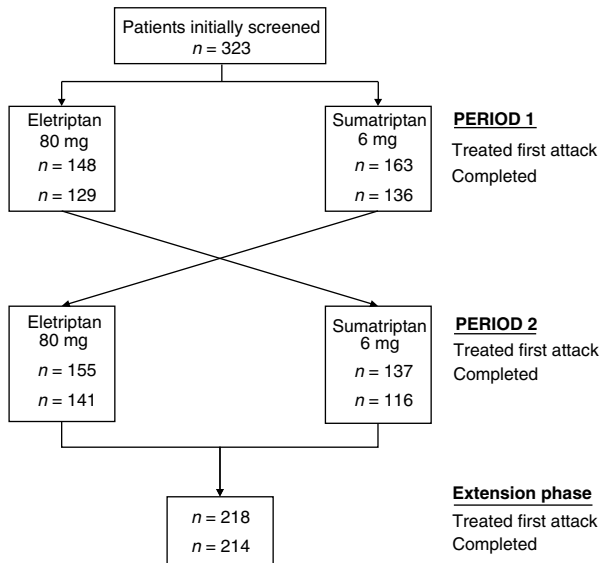 Patients initially screened
n = 323
Eletriptan
80 mg
n = 148
n = 129
Sumatriptan
6 mg
n = 163
n = 136
PERIOD 1
Treated first attack
Completed
Eletriptan
80 mg
n = 155
n = 141
Sumatriptan
6 mg
n = 137
n = 116
PERIOD 2
Treated first attack
Completed
n = 218
n = 214
Extension phase
Treated first attack
Completed